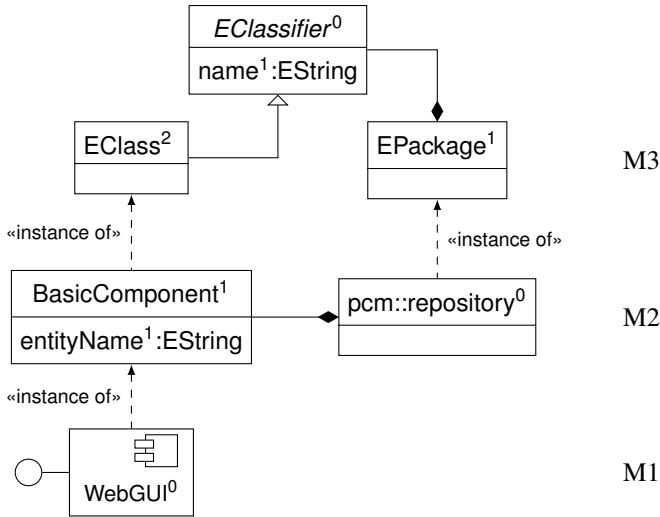 EClassifier⁰
name¹:EString
EClass²
EPackage¹
M3
«instance of»
«instance of»
BasicComponent¹
pcm::repository⁰
M2
entityName¹:EString
«instance of»
WebGUI⁰
M1